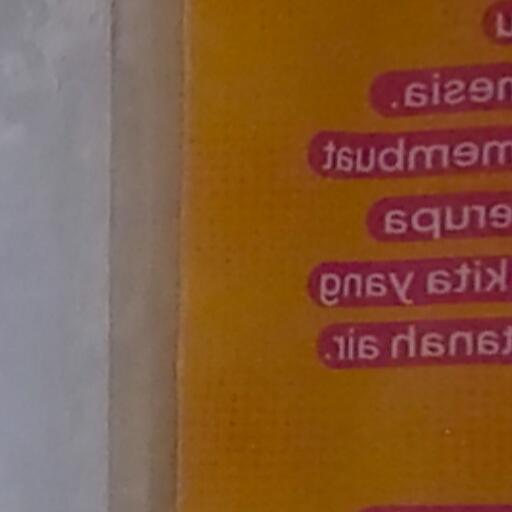 u
nesia.
membuat
erupa
kita yang
tanah air.